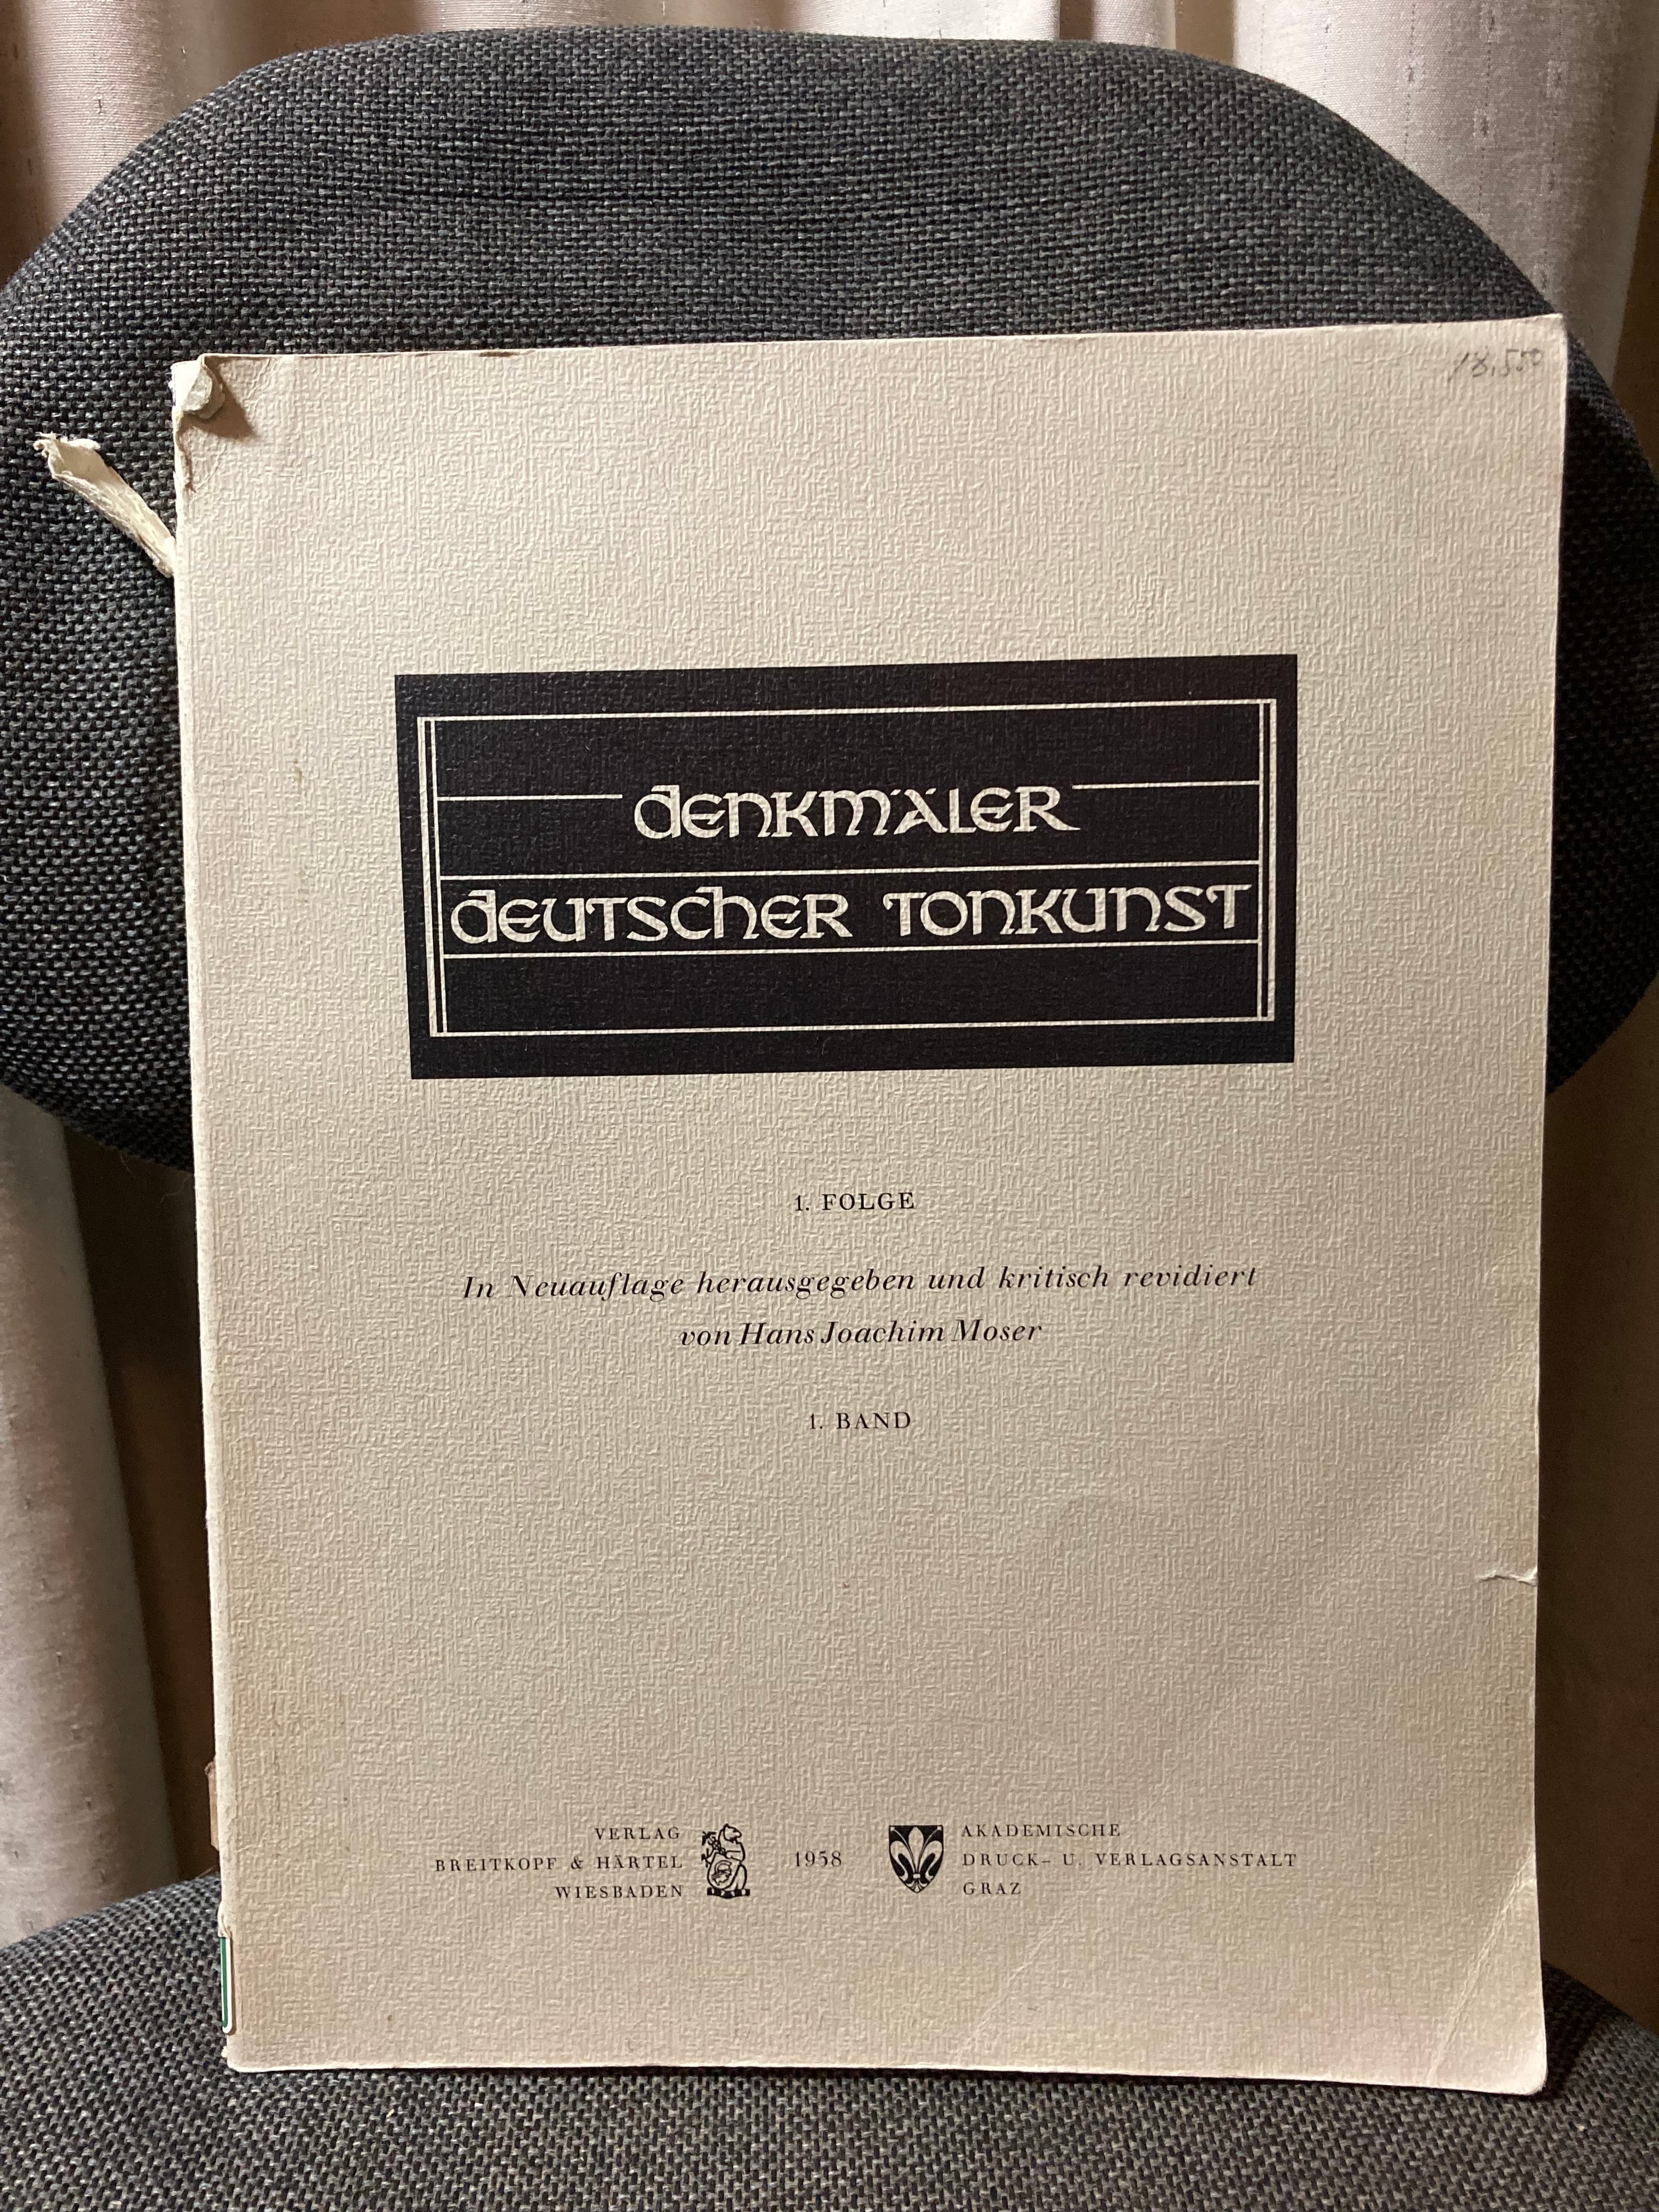 18,550
DENKMÄLER
DEUTSCHER TONKUNST
1. FOLGE
In Neuauflage herausgegeben und kritisch revidiert
von Hans Joachim Moser
1. BAND
VERLAG
BREITKOPF & HÄRTEL
WIESBADEN
1958
AKADEMISCHE
DRUCK- U. VERLAGSANSTALT
GRAZ